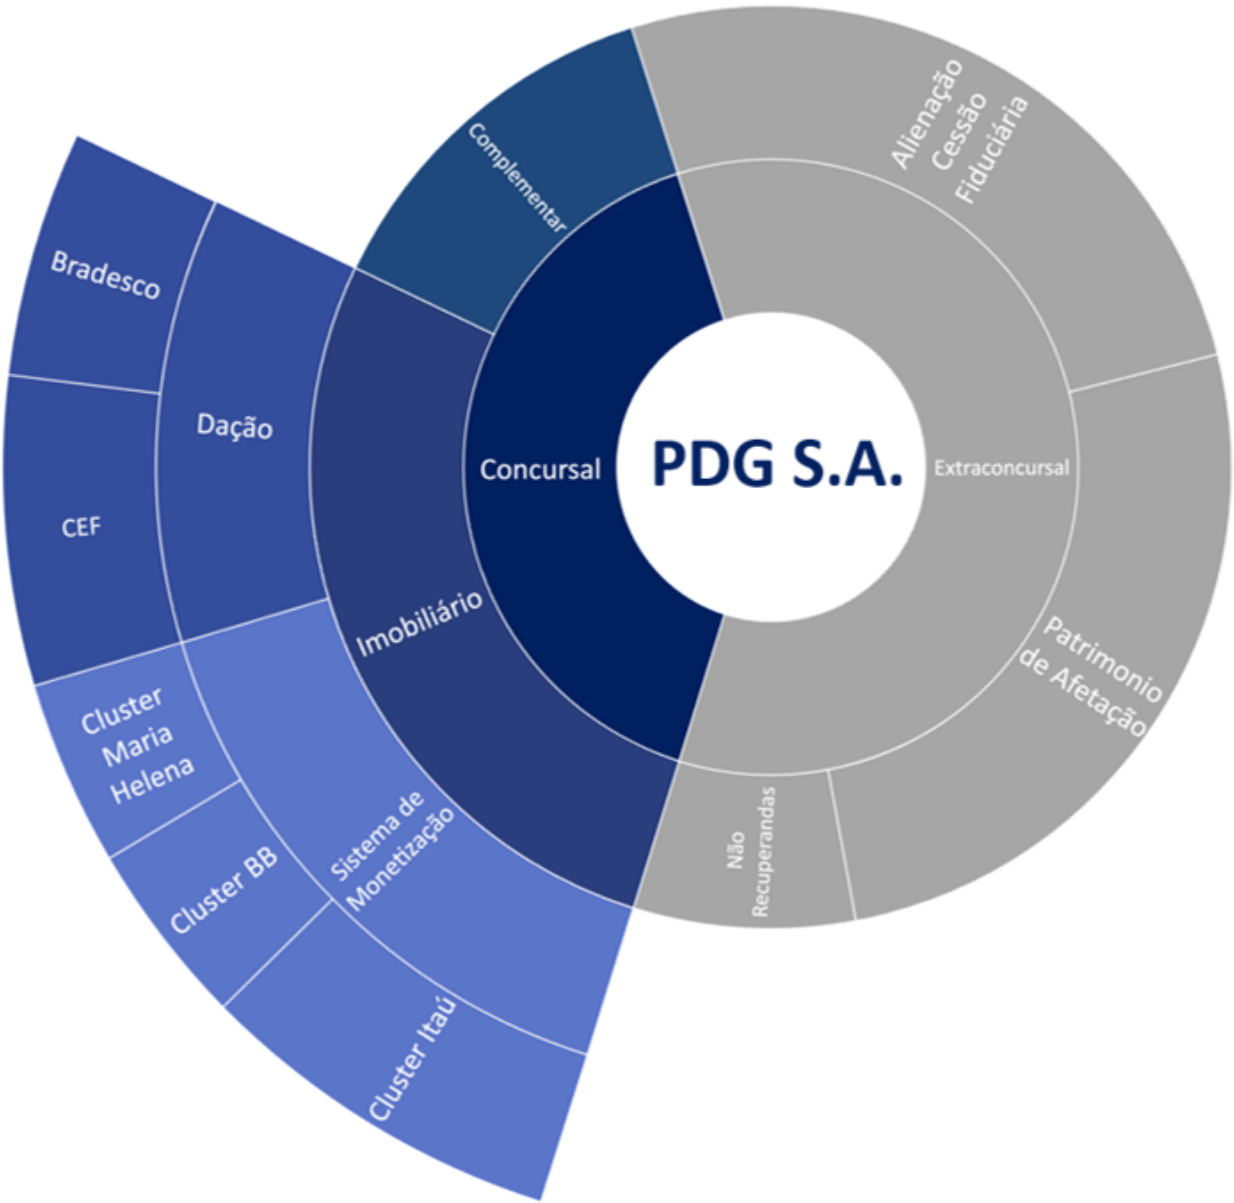 PDG S.A.
Concursal
Extraconcursal
Complementar
Imobiliário
Alienação
Cessão
Fiduciária
Patrimonio
de Afetação
Não
Recuperandas
Dação
Sistema de
Monetização
Bradesco
CEF
Cluster
Maria
Helena
Cluster BB
Cluster Itaú